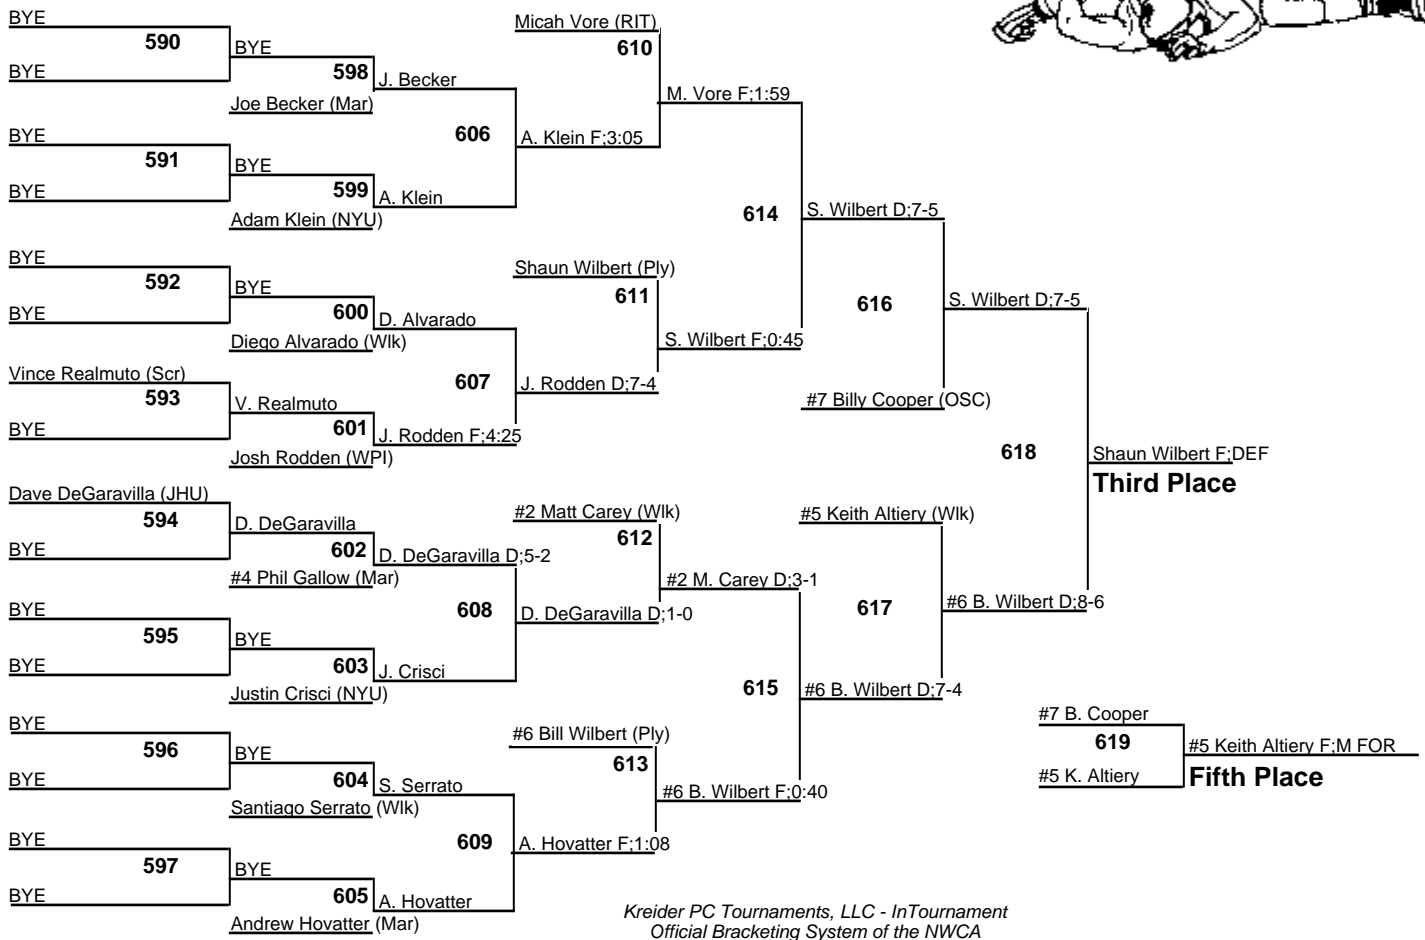 BYE
590
BYE
BYE
598
Joe Becker (Mar)
J. Becker
BYE
591
BYE
BYE
599
Adam Klein (NYU)
A. Klein
606
A. Klein F;3:05
Micah Vore (RIT)
610
M. Vore F;1:59
BYE
592
BYE
BYE
600
Diego Alvarado (Wlk)
D. Alvarado
Vince Realmuto (Scr)
593
BYE
V. Realmuto
601
Josh Rodden (WPI)
J. Rodden F;4:25
607
J. Rodden D;7-4
Shaun Wilbert (Ply)
611
S. Wilbert F;0:45
614
S. Wilbert D;7-5
616
#7 Billy Cooper (OSC)
S. Wilbert D;7-5
Dave DeGaravilla (JHU)
594
BYE
D. DeGaravilla
602
#4 Phil Gallow (Mar)
D. DeGaravilla D;5-2
BYE
595
BYE
BYE
603
Justin Crisci (NYU)
J. Crisci
608
D. DeGaravilla D;1-0
#2 Matt Carey (Wlk)
612
#2 M. Carey D;3-1
BYE
596
BYE
BYE
604
Santiago Serrato (Wlk)
S. Serrato
BYE
597
BYE
BYE
605
Andrew Hovatter (Mar)
A. Hovatter
609
A. Hovatter F;1:08
#6 Bill Wilbert (Ply)
613
#6 B. Wilbert F;0:40
615
#6 B. Wilbert D;7-4
#5 Keith Altiery (Wlk)
617
#6 B. Wilbert D;8-6
618
Shaun Wilbert F;DEF
Third Place
#7 B. Cooper
619
#5 K. Altiery
#5 Keith Altiery F;M FOR
Fifth Place
Kreider PC Tournaments, LLC - InTournament
Official Bracketing System of the NWCA